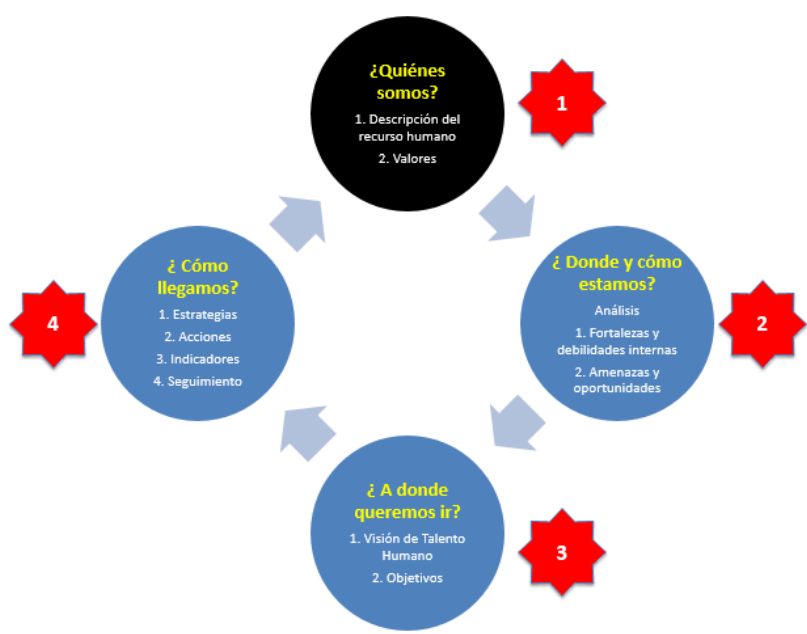 ¿Quiénes
somos?
1. Descripción del
recurso humano
2. Valores
1
¿ Donde y cómo
estamos?
Análisis
1. Fortalezas y
debilidades internas
2. Amenazas y
oportunidades
2
¿ A donde
queremos ir?
1. Visión de Talento
Humano
2. Objetivos
3
¿ Cómo
llegamos?
1. Estrategias
2. Acciones
3. Indicadores
4. Seguimiento
4